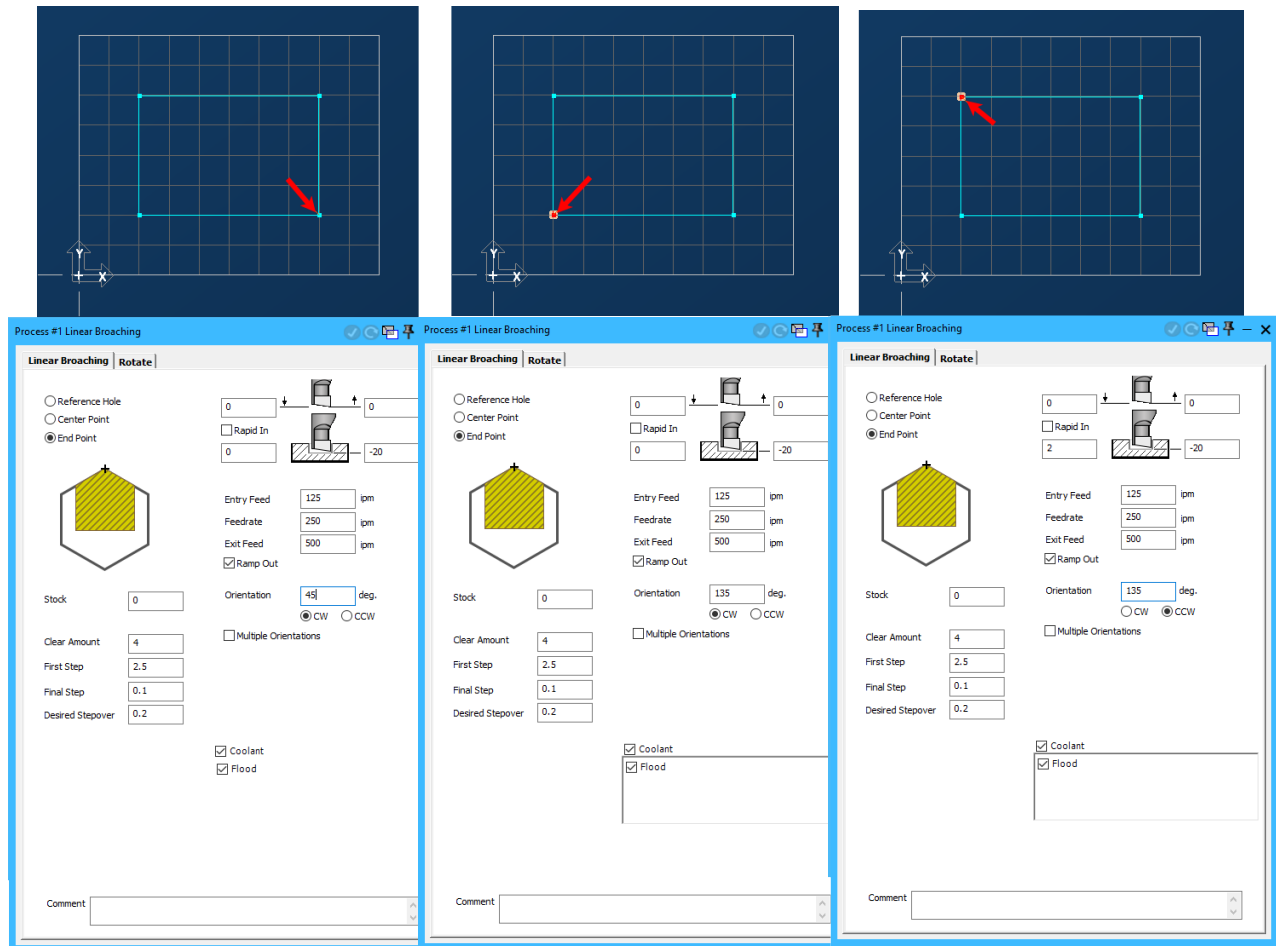 Y
X
Y
X
Y
X
Process #1 Linear Broaching
Linear Broaching Rotate
Reference Hole
Center Point
End Point
0 0
Rapid In
0 -20
Entry Feed 125 ipm
Feedrate 250 ipm
Exit Feed 500 ipm
Ramp Out
Stock 0
Orientation 45 deg.
CW CCW
Multiple Orientations
Clear Amount 4
First Step 2.5
Final Step 0.1
Desired Stepover 0.2
Coolant
Flood
Comment
Process #1 Linear Broaching
Linear Broaching Rotate
Reference Hole
Center Point
End Point
0 0
Rapid In
0 -20
Entry Feed 125 ipm
Feedrate 250 ipm
Exit Feed 500 ipm
Ramp Out
Stock 0
Orientation 135 deg.
CW CCW
Multiple Orientations
Clear Amount 4
First Step 2.5
Final Step 0.1
Desired Stepover 0.2
Coolant
Flood
Comment
Process #1 Linear Broaching
Linear Broaching Rotate
Reference Hole
Center Point
End Point
0 0
Rapid In
2 -20
Entry Feed 125 ipm
Feedrate 250 ipm
Exit Feed 500 ipm
Ramp Out
Stock 0
Orientation 135 deg.
CW CCW
Multiple Orientations
Clear Amount 4
First Step 2.5
Final Step 0.1
Desired Stepover 0.2
Coolant
Flood
Comment